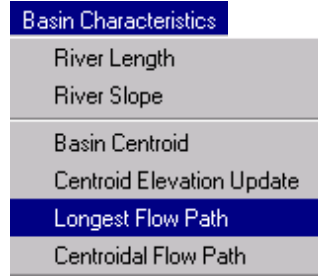 Basin Characteristics
River Length
River Slope
Basin Centroid
Centroid Elevation Update
Longest Flow Path
Centroidal Flow Path